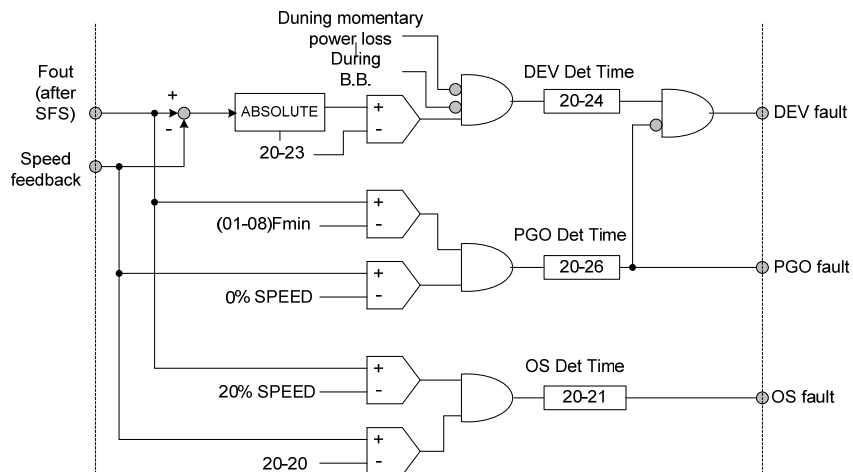 Duning momentary
power loss
During
B.B.
Fout
(after
SFS)
+
-
ABSOLUTE
+
-
20-23
DEV Det Time
20-24
DEV fault
Speed
feedback
(01-08)Fmin
+
-
PGO Det Time
20-26
PGO fault
0% SPEED
+
-
20% SPEED
+
-
OS Det Time
20-21
OS fault
20-20
+
-